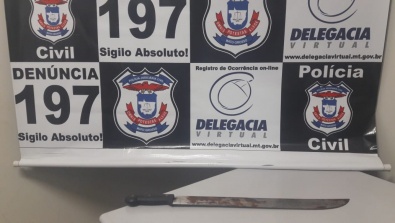 Civil
197
Sigilo Absoluto!
DELEGACIA
VIRTUAL
www.delegaciavirtual.mt.gov.br
DENÚNCIA
197
Sigilo Absoluto!
Registro de Ocorrência on-line
DELEGACIA
VIRTUAL
www.delegaciavirtual.mt.gov.br
Polícia
Civil